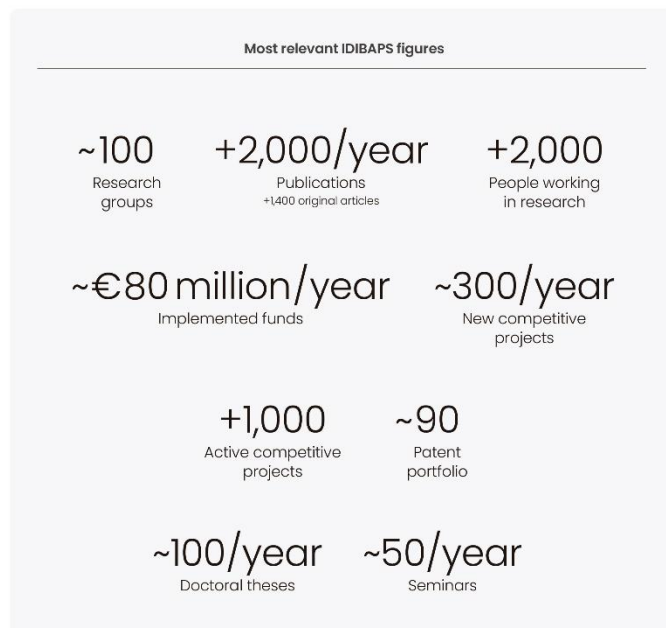 Most relevant IDIBAPS figures
~100
Research
groups
+2,000/year
Publications
+1,400 original articles
+2,000
People working
in research
~€80 million/year
Implemented funds
~300/year
New competitive
projects
+1,000
Active competitive
projects
~90
Patent
portfolio
~100/year
Doctoral theses
~50/year
Seminars